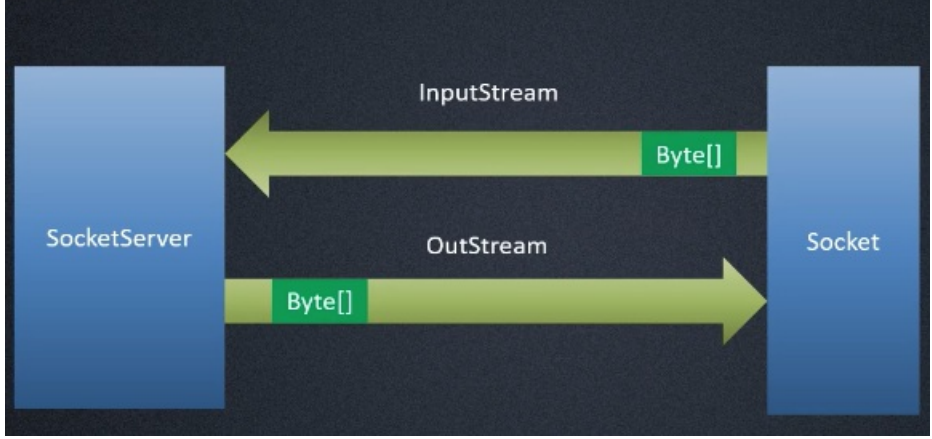 InputStream
Byte[]
SocketServer
OutStream
Socket
Byte[]